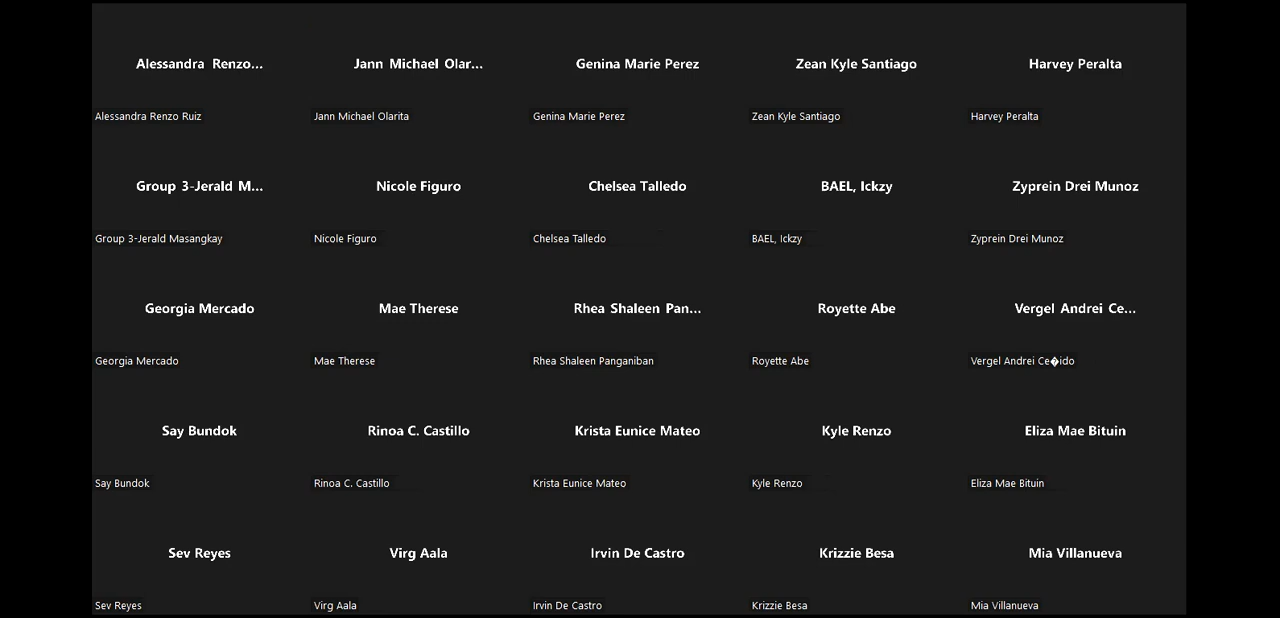 Alessandra Renzo...
Jann Michael Olar...
Genina Marie Perez
Zean Kyle Santiago
Harvey Peralta
Alessandra Renzo Ruiz
Jann Michael Olarita
Genina Marie Perez
Zean Kyle Santiago
Harvey Peralta
Group 3-Jerald M...
Nicole Figuro
Chelsea Talledo
BAEL, Ickzy
Zyprein Drei Munoz
Group 3-Jerald Masangkay
Nicole Figuro
Chelsea Talledo
BAEL, Ickzy
Zyprein Drei Munoz
Georgia Mercado
Mae Therese
Rhea Shaleen Pan...
Royette Abe
Vergel Andrei Ce...
Georgia Mercado
Mae Therese
Rhea Shaleen Panganiban
Royette Abe
Vergel Andrei Ce�ido
Say Bundok
Rinoa C. Castillo
Krista Eunice Mateo
Kyle Renzo
Eliza Mae Bituin
Say Bundok
Rinoa C. Castillo
Krista Eunice Mateo
Kyle Renzo
Eliza Mae Bituin
Sev Reyes
Virg Aala
Irvin De Castro
Krizzie Besa
Mia Villanueva
Sev Reyes
Virg Aala
Irvin De Castro
Krizzie Besa
Mia Villanueva